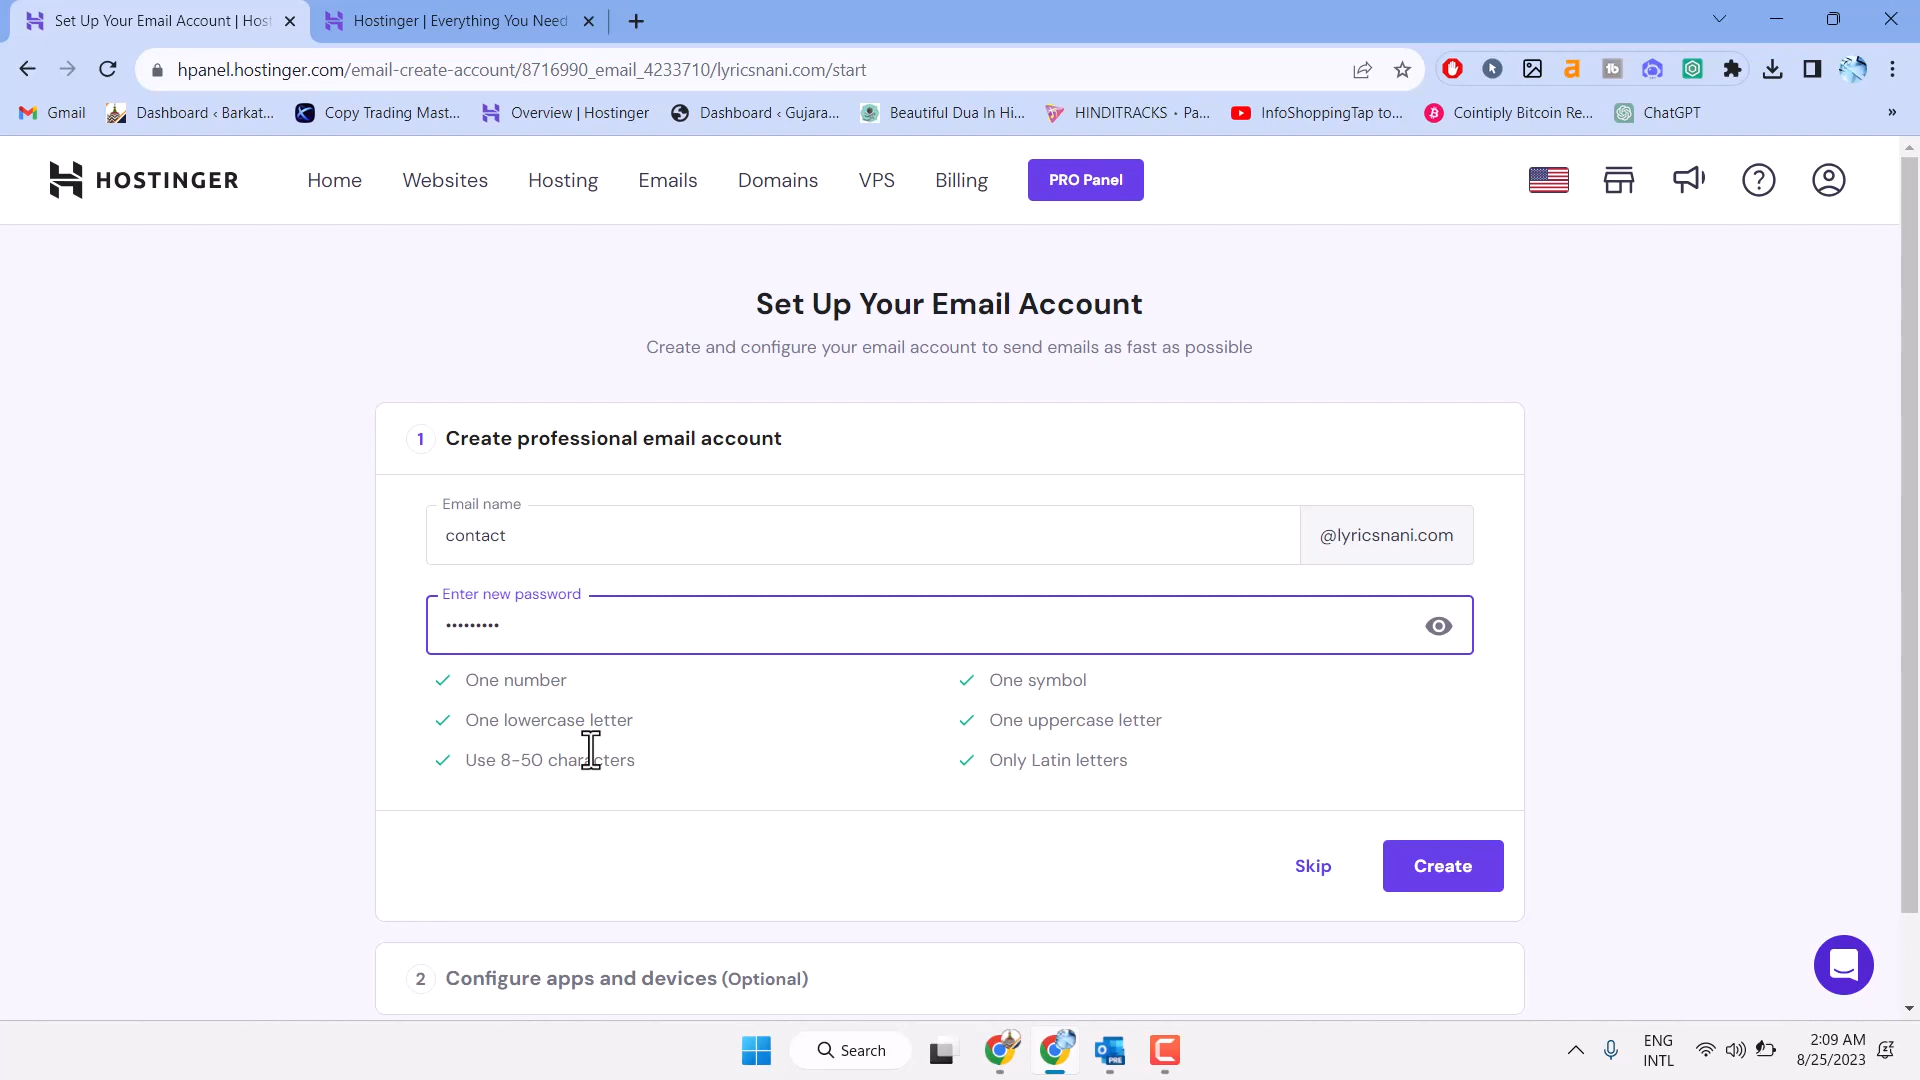 Set Up Your Email Account | Host
Hostinger | Everything You Need
hpanel.hostinger.com/email-create-account/8716990_email_4233710/lyricsnani.com/start
Gmail
Dashboard ‹ Barkat...
Copy Trading Mast...
Overview | Hostinger
Dashboard ‹ Gujara...
Beautiful Dua In Hi...
HINDITRACKS • Pa...
InfoShoppingTap to...
Cointiply Bitcoin Re...
ChatGPT
»
HOSTINGER
Home
Websites
Hosting
Emails
Domains
VPS
Billing
PRO Panel
Set Up Your Email Account
Create and configure your email account to send emails as fast as possible
1 Create professional email account
Email name
contact
@lyricsnani.com
Enter new password
•••••••••
One number
One symbol
One lowercase letter
One uppercase letter
Use 8-50 characters
Only Latin letters
Skip
Create
2 Configure apps and devices (Optional)
Search
ENG
INTL
2:09 AM
8/25/2023